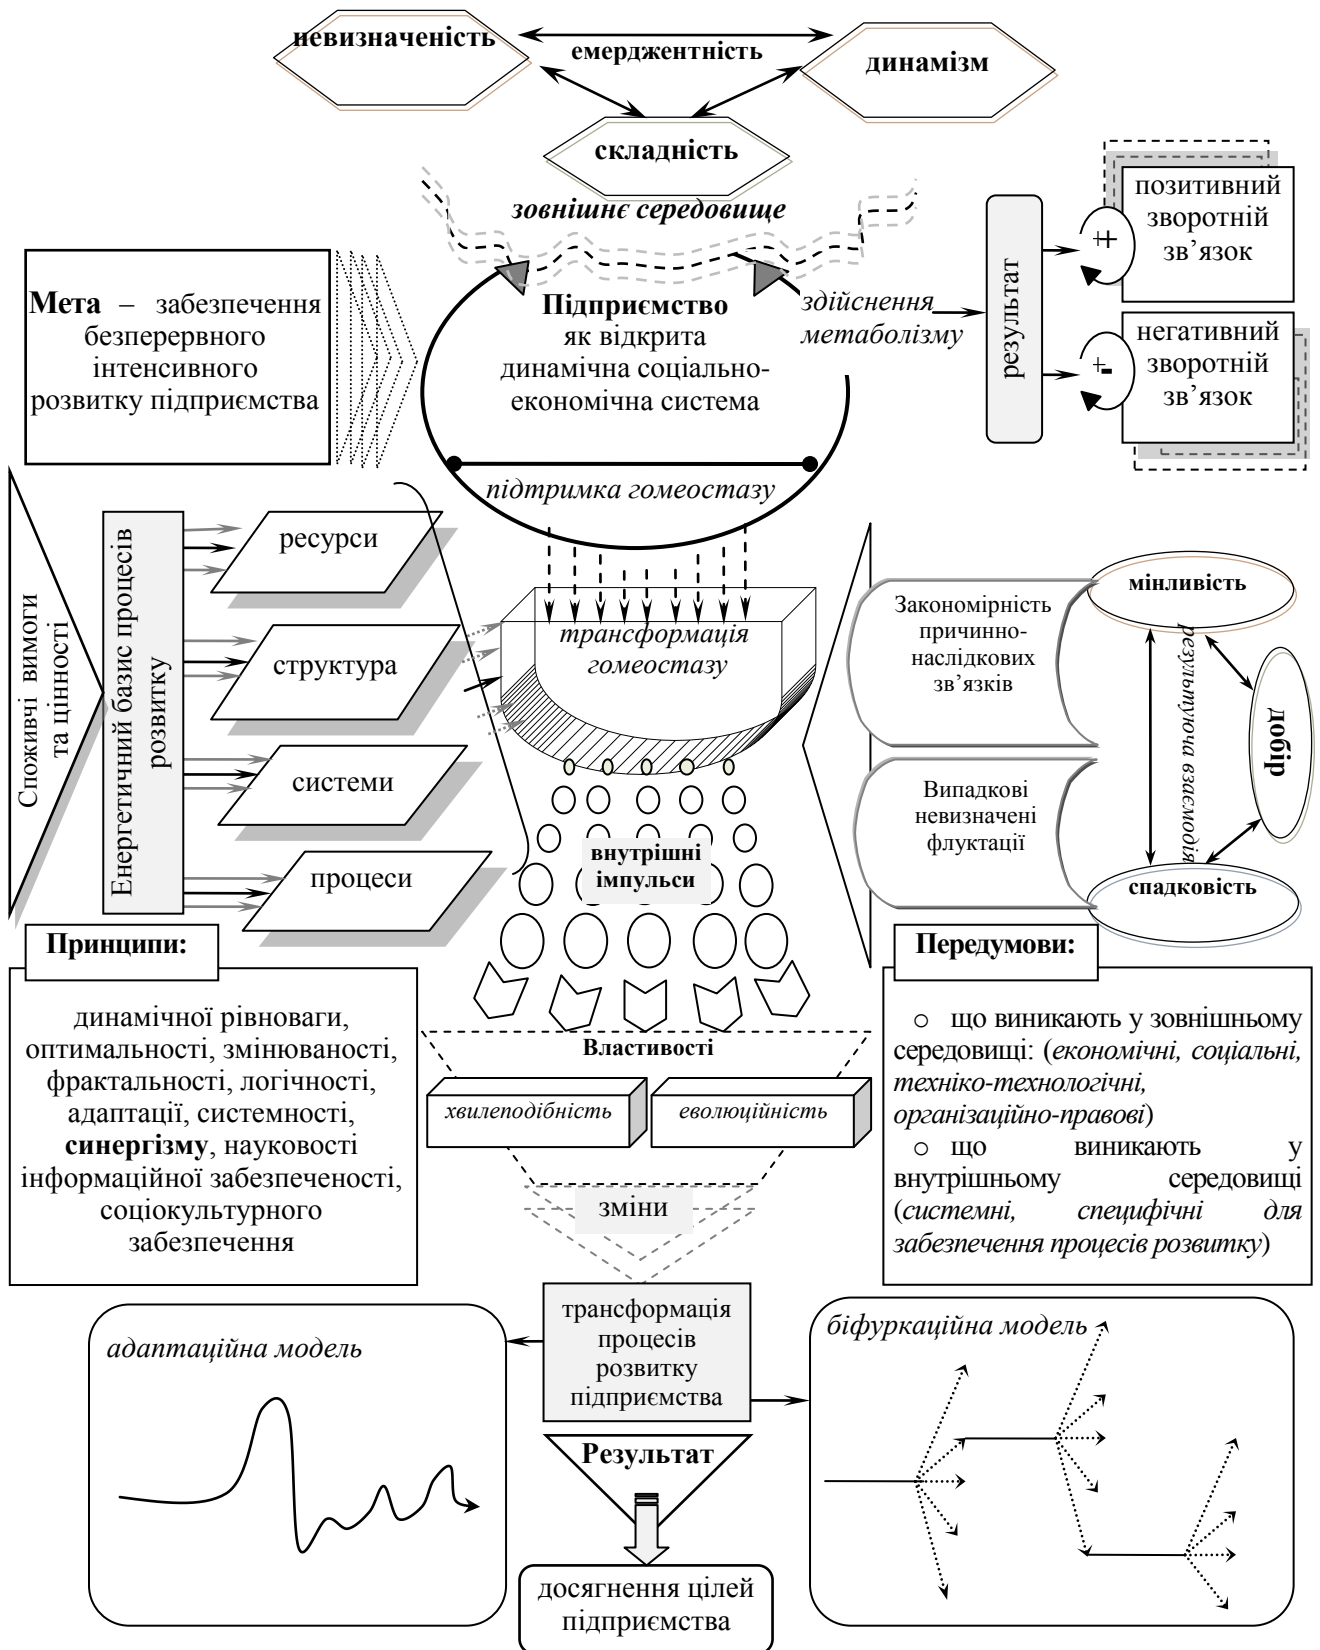 невизначеність
емерджентність
динамізм
складність
зовнішнє середовище
Мета – забезпечення
безперервного
інтенсивного
розвитку підприємства
Підприємство
як відкрита
динамічна соціально-
економічна система
підтримка гомеостазу
здійснення
метаболізму
результат
++
позитивний
зворотній
зв’язок
+-
негативний
зворотній
зв’язок
Споживчі вимоги
та цінності
Енергетичний базис процесів
розвитку
ресурси
структура
системи
процеси
трансформація
гомеостазу
внутрішні
імпульси
Закономірність
причинно-
наслідкових
зв’язків
Випадкові
невизначені
флуктації
мінливість
результуюча взаємодія
добір
спадковість
Принципи:
динамічної рівноваги,
оптимальності, змінюваності,
фрактальності, логічності,
адаптації, системності,
синергізму, науковості
інформаційної забезпеченості,
соціокультурного
забезпечення
Властивості
хвилеподібність
еволюційність
зміни
Передумови:
○ що виникають у зовнішньому
середовищі: (економічні, соціальні,
техніко-технологічні,
організаційно-правові)
○ що виникають у
внутрішньому середовищі
(системні, специфічні для
забезпечення процесів розвитку)
адаптаційна модель
трансформація
процесів
розвитку
підприємства
біфуркаційна модель
Результат
досягнення цілей
підприємства